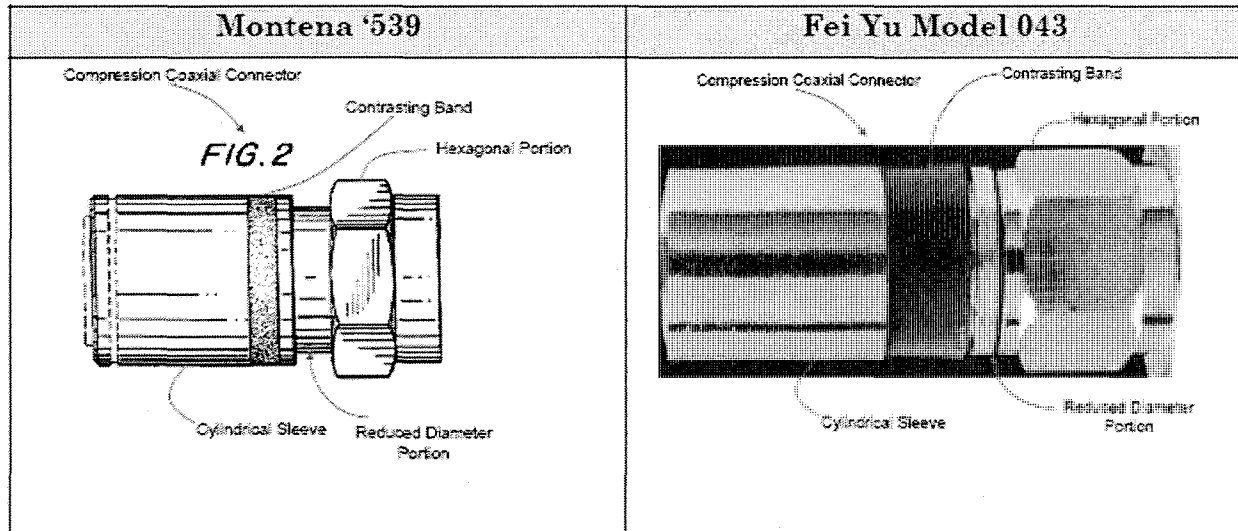 Montena ‘539
Fei Yu Model 043
Compression Coaxial Connector
Contrasting Band
FIG. 2
Hexagonal Portion
Cylindrical Sleeve
Reduced Diameter
Portion
Compression Coaxial Connector
Contrasting Band
Hexagonal Portion
Cylindrical Sleeve
Reduced Diameter
Portion